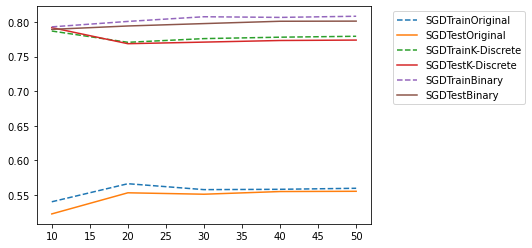 0.80
0.75
0.70
0.65
0.60
0.55
10 15 20 25 30 35 40 45 50
SGDTrainOriginal
SGDTestOriginal
SGDTrainK-Discrete
SGDTestK-Discrete
SGDTrainBinary
SGDTestBinary